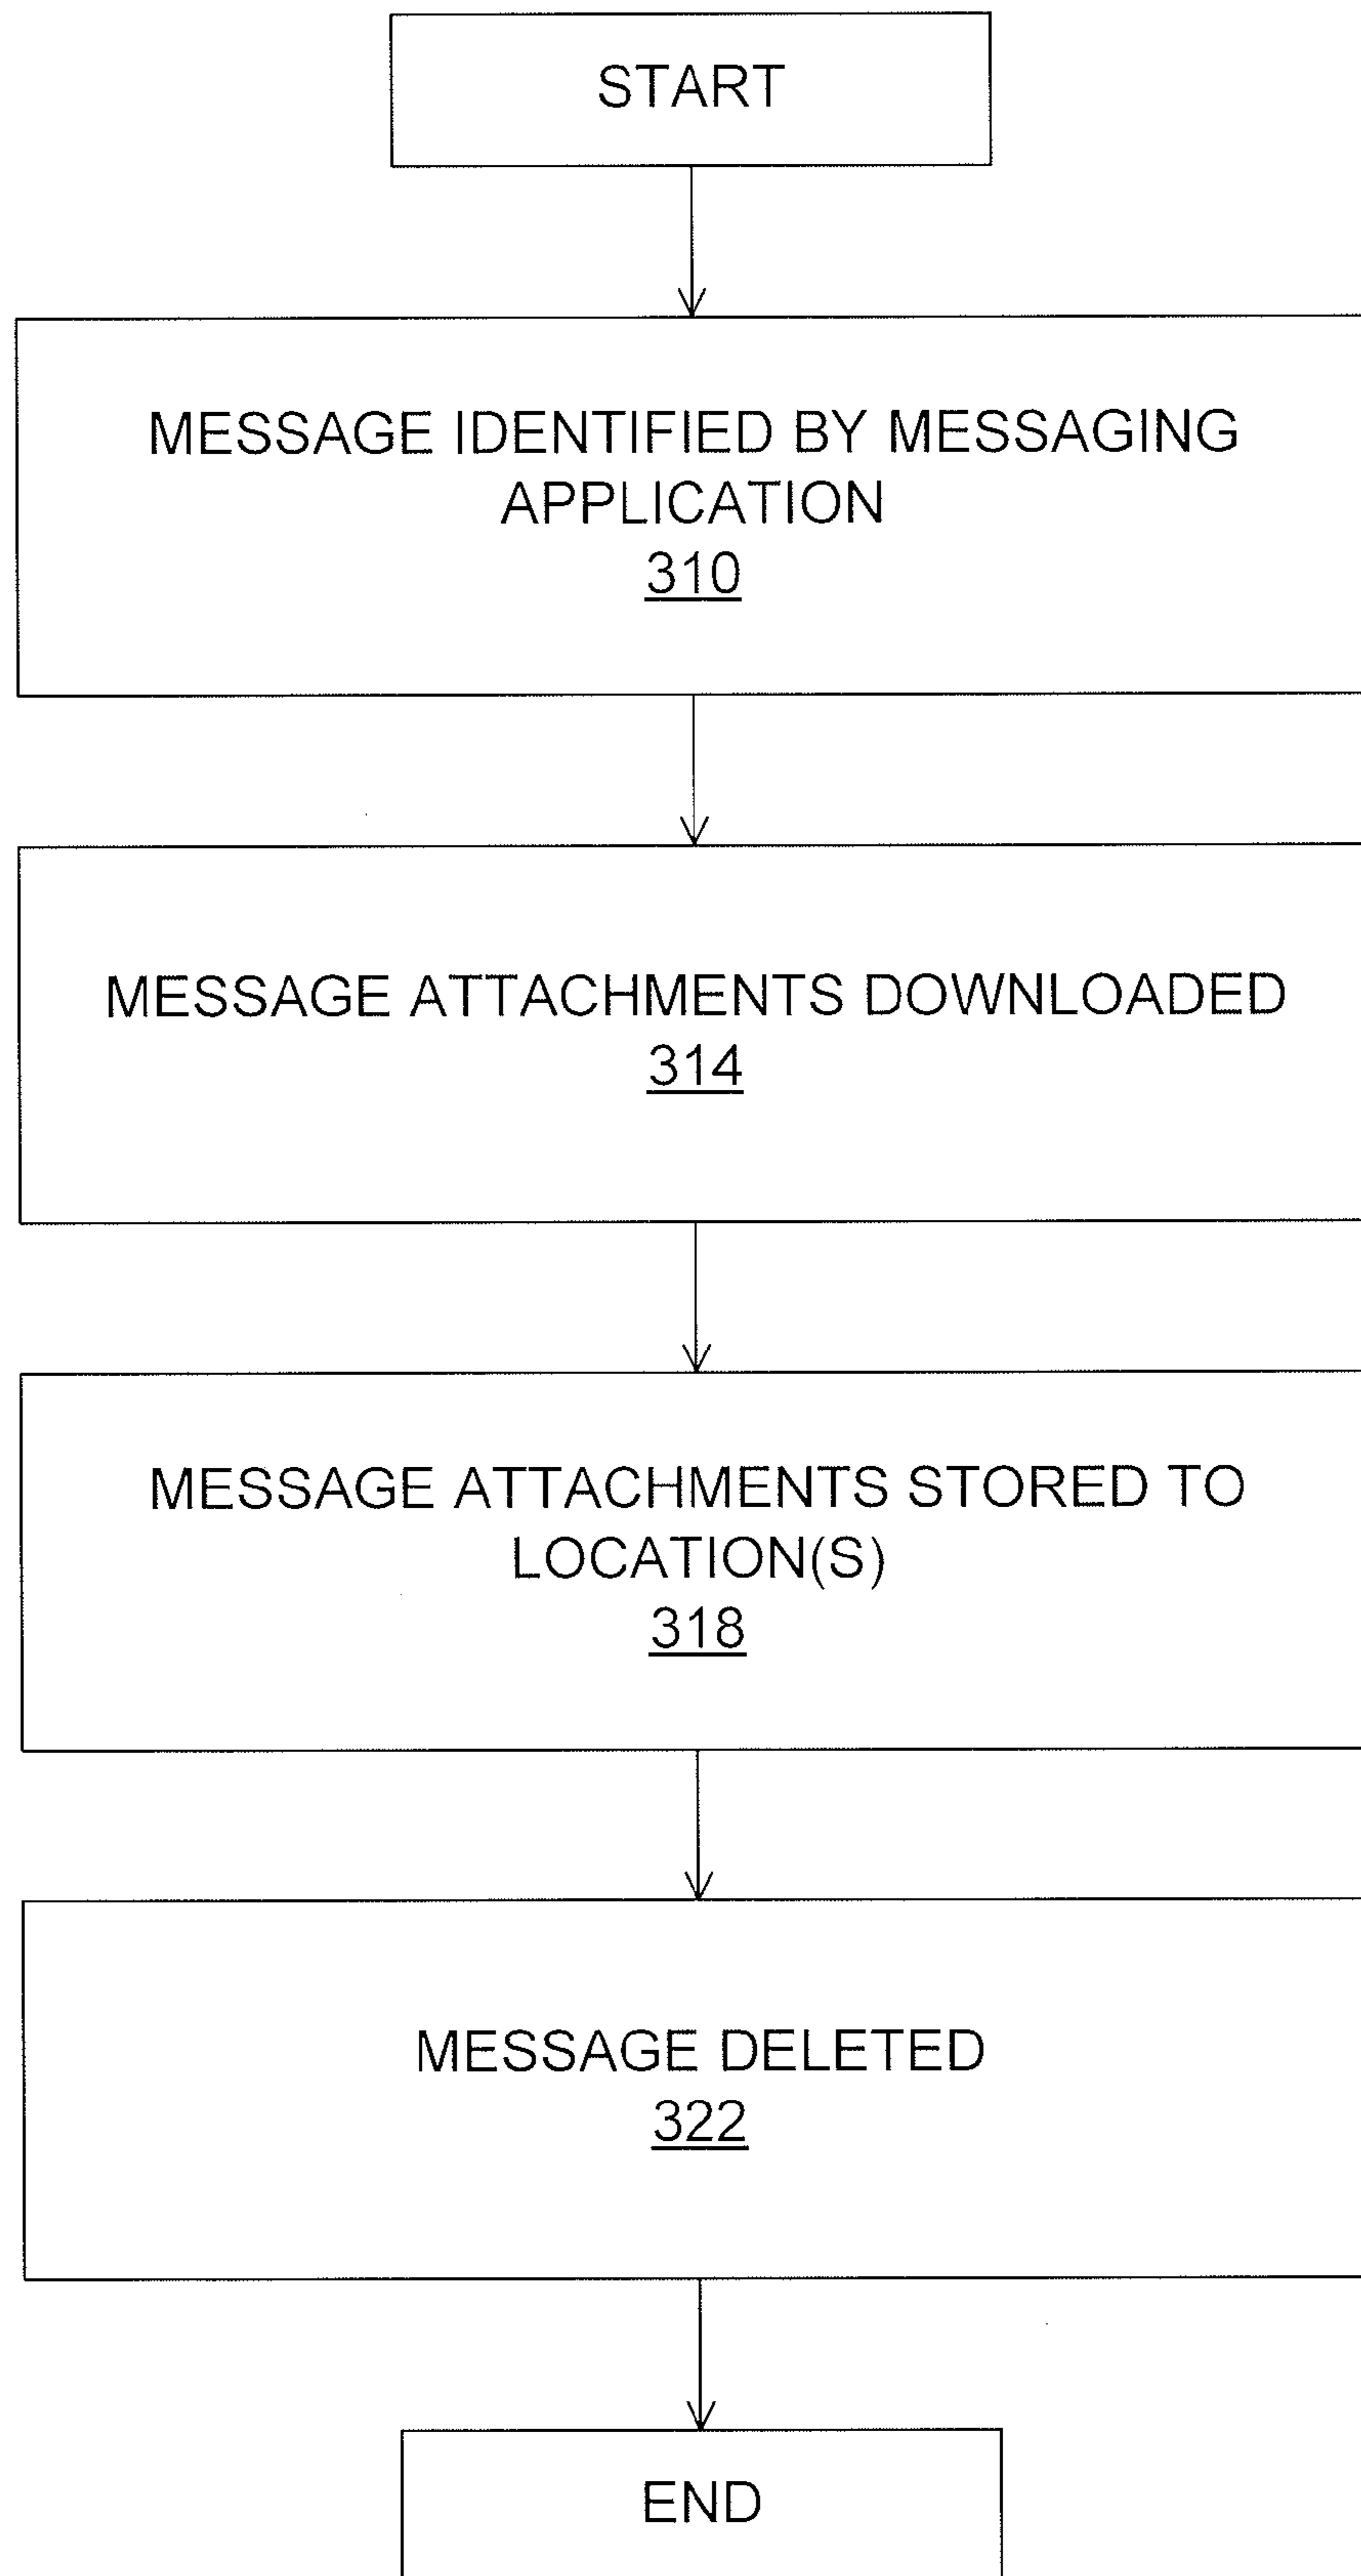 START
MESSAGE IDENTIFIED BY MESSAGING
APPLICATION
310
MESSAGE ATTACHMENTS DOWNLOADED
314
MESSAGE ATTACHMENTS STORED TO
LOCATION(S)
318
MESSAGE DELETED
322
END